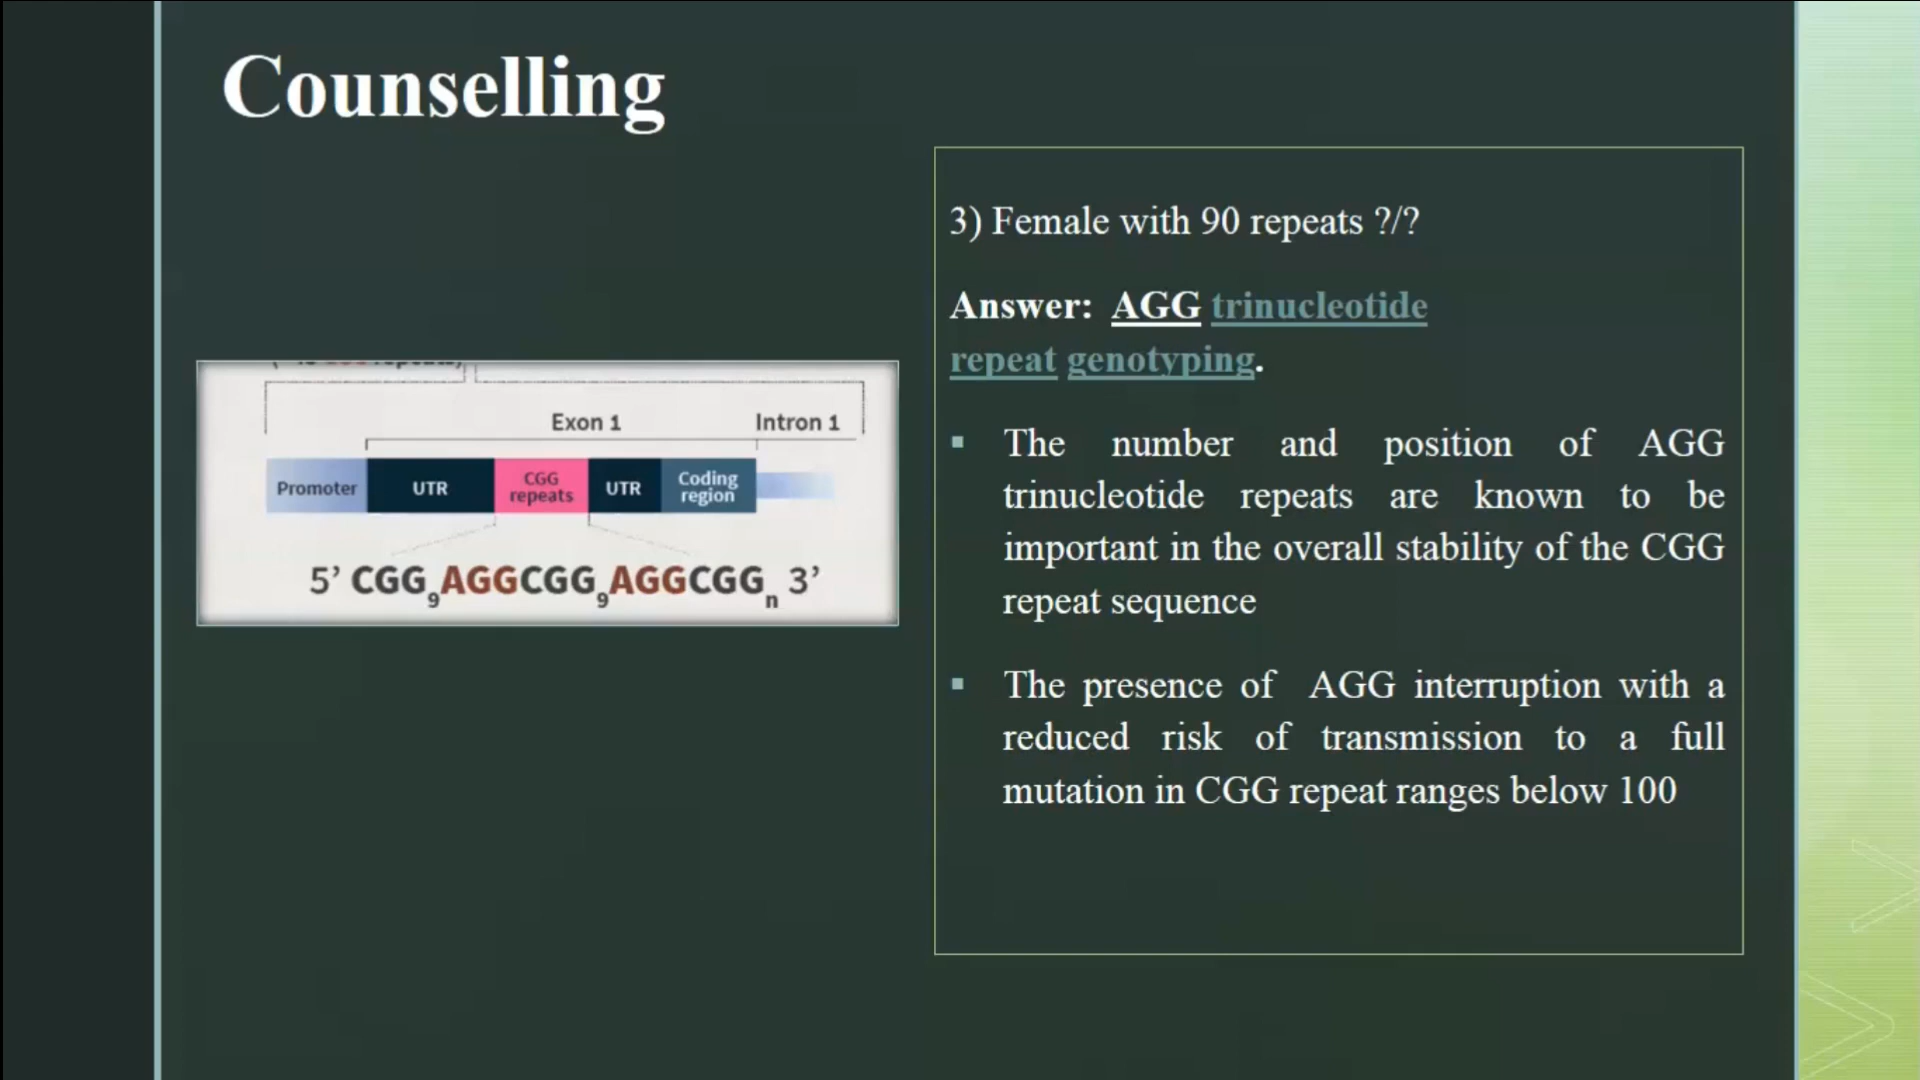 Counselling
3) Female with 90 repeats ?/?
Answer: AGG trinucleotide
repeat genotyping.
▪ The number and position of AGG
trinucleotide repeats are known to be
important in the overall stability of the CGG
repeat sequence
▪ The presence of AGG interruption with a
reduced risk of transmission to a full
mutation in CGG repeat ranges below 100
Exon 1 Intron 1
Promoter UTR CGG repeats UTR Coding region
5’ CGG9AGGCGG9AGGCGGn 3’